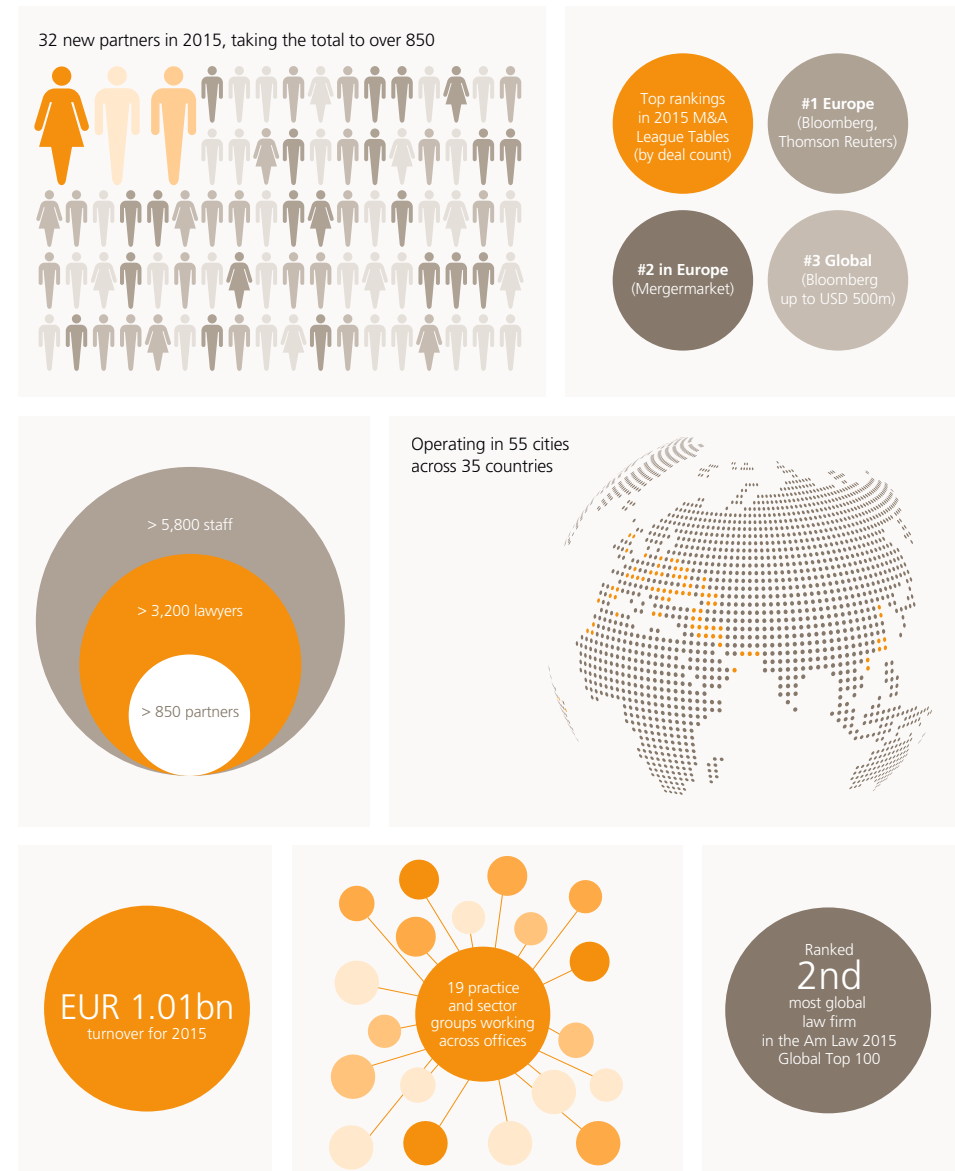 32 new partners in 2015, taking the total to over 850
Top rankings
in 2015 M&A
League Tables
(by deal count)
#1 Europe
(Bloomberg,
Thomson Reuters)
#2 in Europe
(Mergermarket)
#3 Global
(Bloomberg
up to USD 500m)
> 5,800 staff
> 3,200 lawyers
> 850 partners
Operating in 55 cities
across 35 countries
EUR 1.01bn
turnover for 2015
19 practice
and sector
groups working
across offices
Ranked
2nd
most global
law firm
in the Am Law 2015
Global Top 100